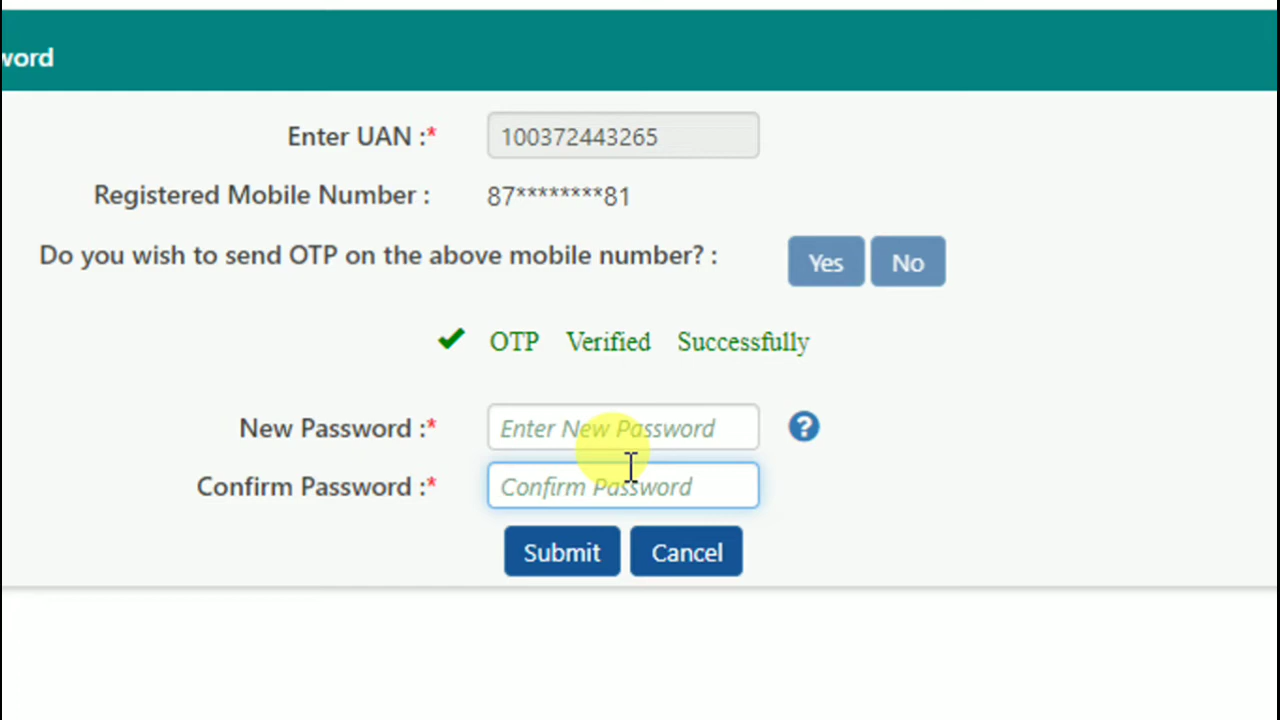 word
Enter UAN :* 100372443265
Registered Mobile Number : 87********81
Do you wish to send OTP on the above mobile number? : Yes No
OTP Verified Successfully
New Password :* Enter New Password ?
Confirm Password :* Confirm Password
Submit Cancel